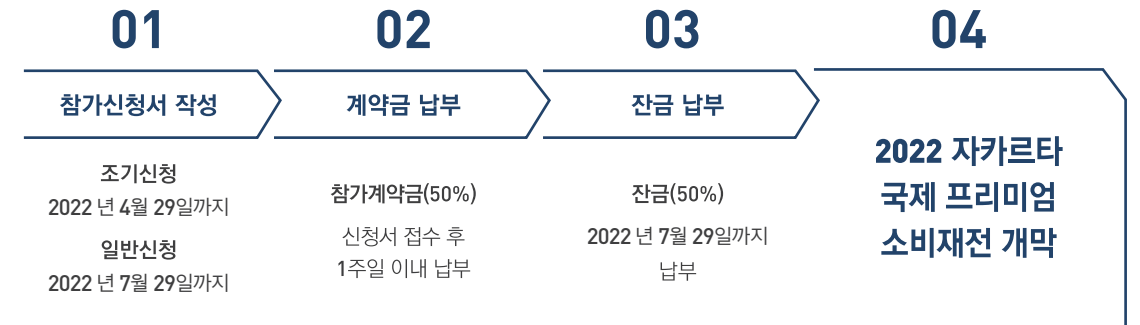 01
참가신청서 작성
조기신청
2022 년 4월 29일까지
일반신청
2022 년 7월 29일까지
02
계약금 납부
참가계약금(50%)
신청서 접수 후
1주일 이내 납부
03
잔금 납부
잔금(50%)
2022 년 7월 29일까지
납부
04
2022 자카르타
국제 프리미엄
소비재전 개막